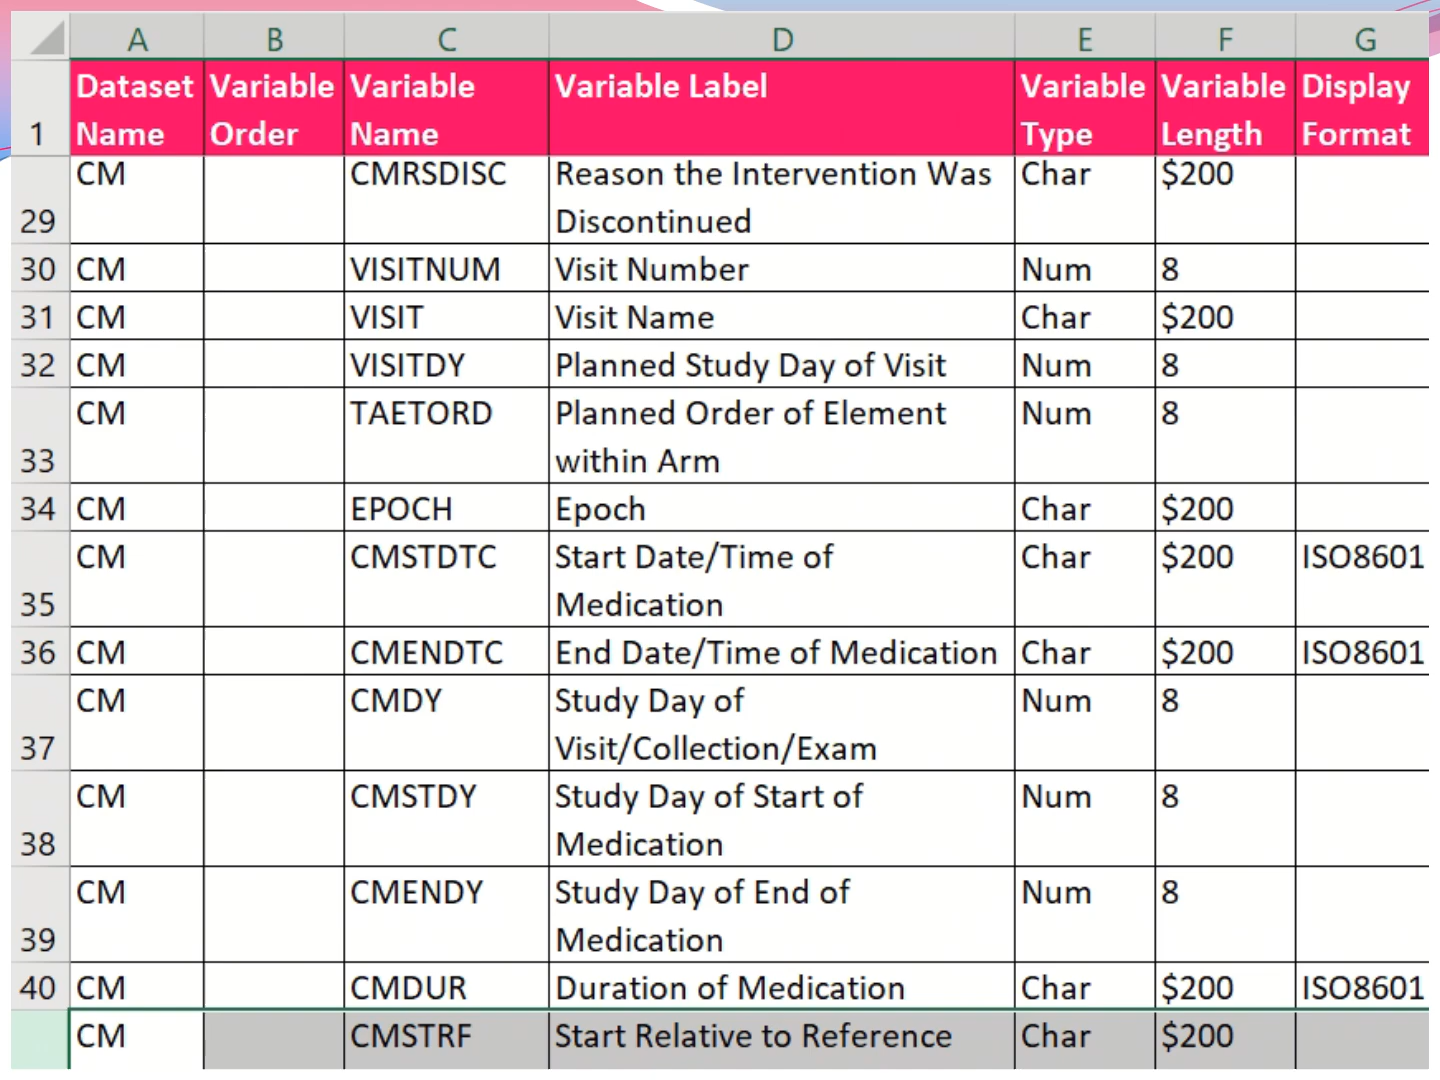 A B C D E F G
Dataset Variable Variable Variable Label Variable Variable Display
1 Name Order Name Type Length Format
CM CMRSDISC Reason the Intervention Was Char $200
29 Discontinued
30 CM VISITNUM Visit Number Num 8
31 CM VISIT Visit Name Char $200
32 CM VISITDY Planned Study Day of Visit Num 8
CM TAETORD Planned Order of Element Num 8
33 within Arm
34 CM EPOCH Epoch Char $200
CM CMSTDTC Start Date/Time of Char $200 ISO8601
35 Medication
36 CM CMENDTC End Date/Time of Medication Char $200 ISO8601
CM CMDY Study Day of Num 8
37 Visit/Collection/Exam
CM CMSTDY Study Day of Start of Num 8
38 Medication
CM CMENDY Study Day of End of Num 8
39 Medication
40 CM CMDUR Duration of Medication Char $200 ISO8601
CM CMSTRF Start Relative to Reference Char $200